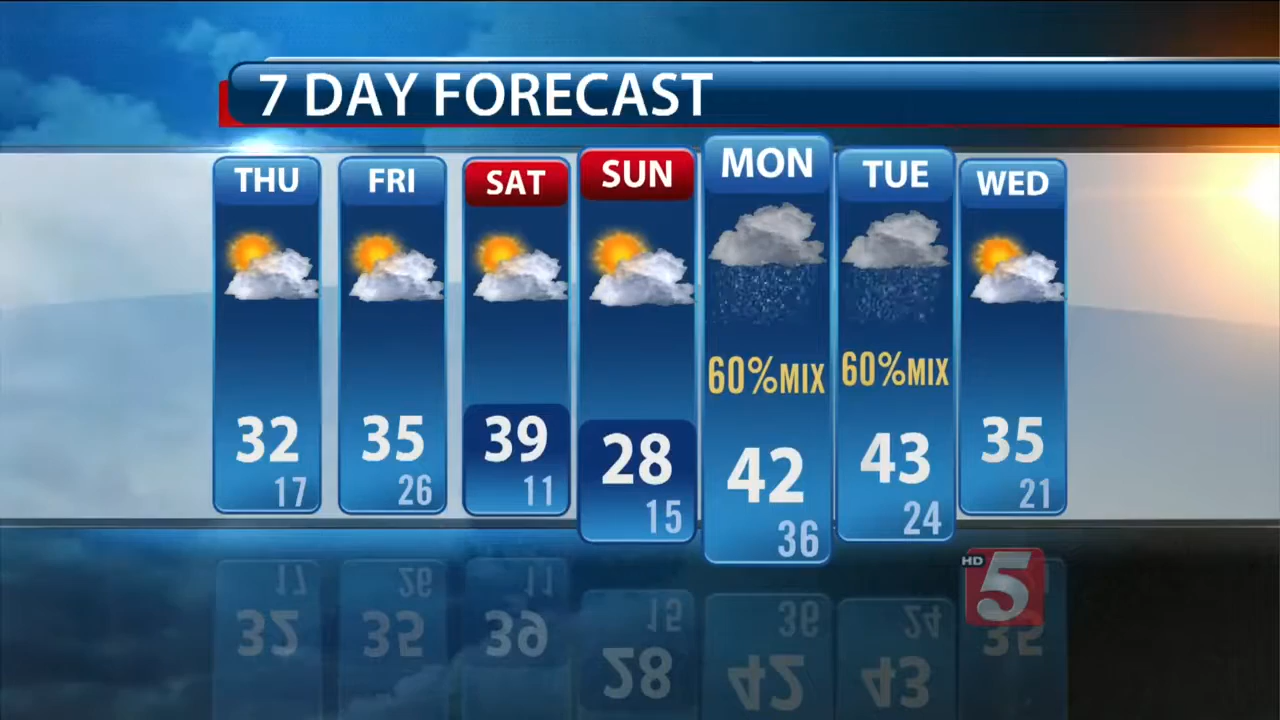 7 DAY FORECAST
THU
32
17
FRI
35
26
SAT
39
11
SUN
28
15
MON
60%MIX
42
36
TUE
60%MIX
43
24
WED
35
21
HD
5